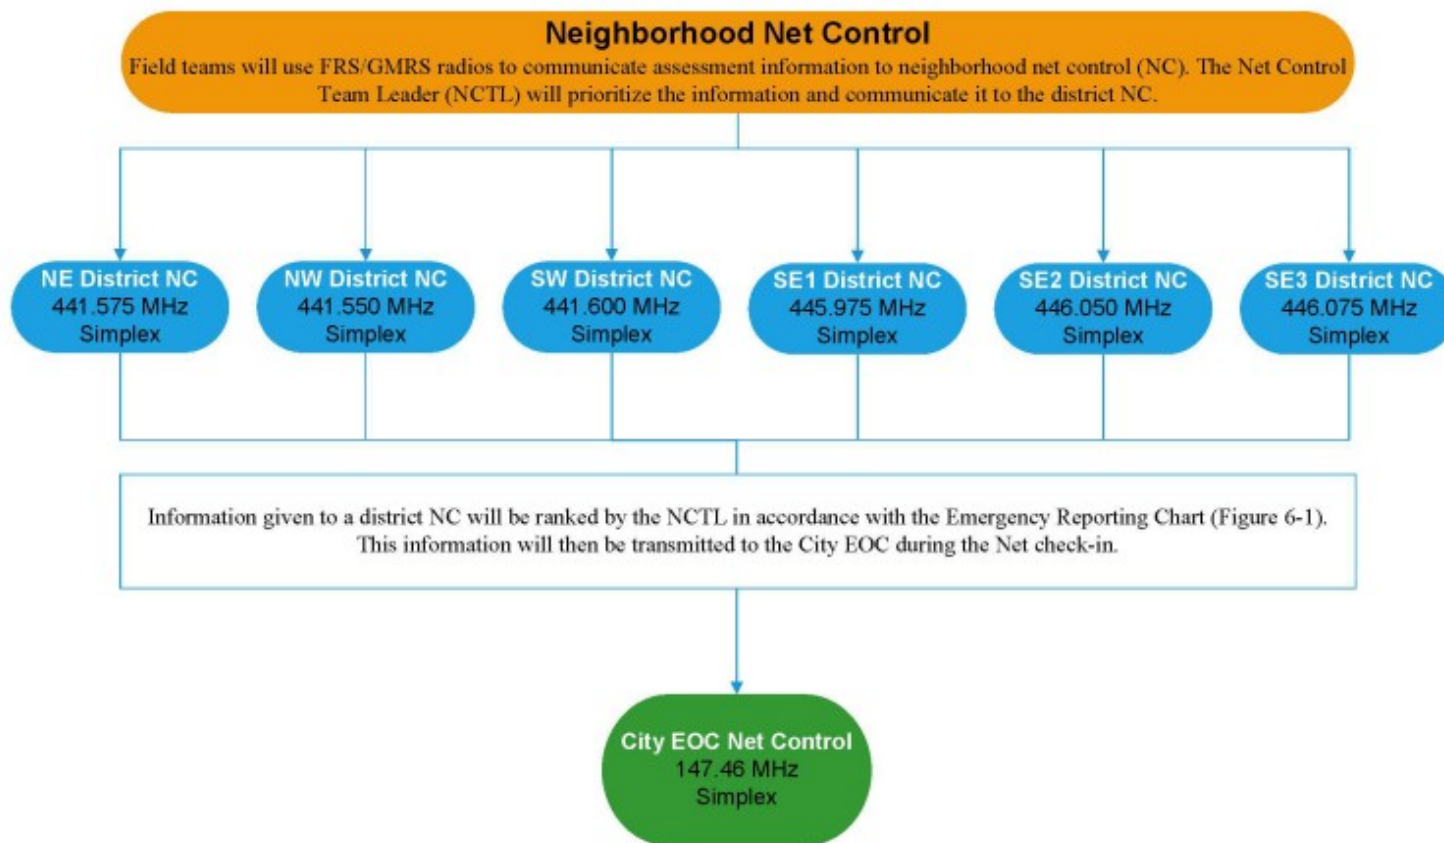 Neighborhood Net Control
Field teams will use FRS/GMRS radios to communicate assessment information to neighborhood net control (NC). The Net Control
Team Leader (NCTL) will prioritize the information and communicate it to the district NC.
NE District NC
441.575 MHz
Simplex
NW District NC
441.550 MHz
Simplex
SW District NC
441.600 MHz
Simplex
SE1 District NC
445.975 MHz
Simplex
SE2 District NC
446.050 MHz
Simplex
SE3 District NC
446.075 MHz
Simplex
Information given to a district NC will be ranked by the NCTL in accordance with the Emergency Reporting Chart (Figure 6-1).
This information will then be transmitted to the City EOC during the Net check-in.
City EOC Net Control
147.46 MHz
Simplex